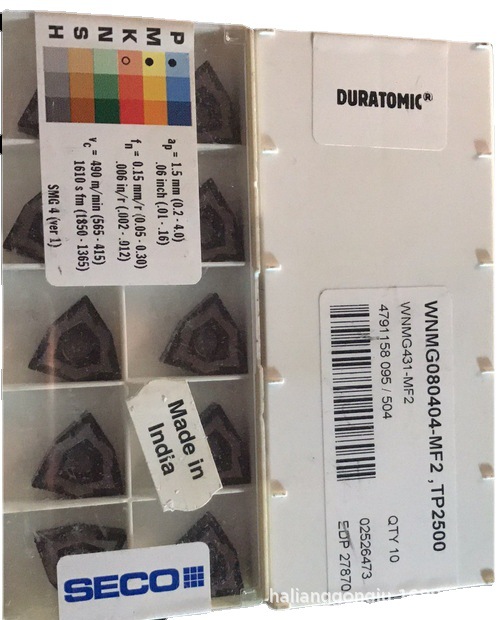 P M K N S H
ap = 1.5 mm (0.2 - 4.0)
.06 inch (.01 - .16)
fn = 0.15 mm/r (0.05 - 0.30)
.006 in/r (.002 - .012)
vc = 490 m/min (565 - 415)
1610 s fm (1850 - 1365)
SMG 4 (ver 1)
Made in
India
SECO
DURATOMIC®
WNMG080404-MF2 ,TP2500
WNMG431-MF2
4791158 095 / 504
QTY 10
02526473
EDP 27870